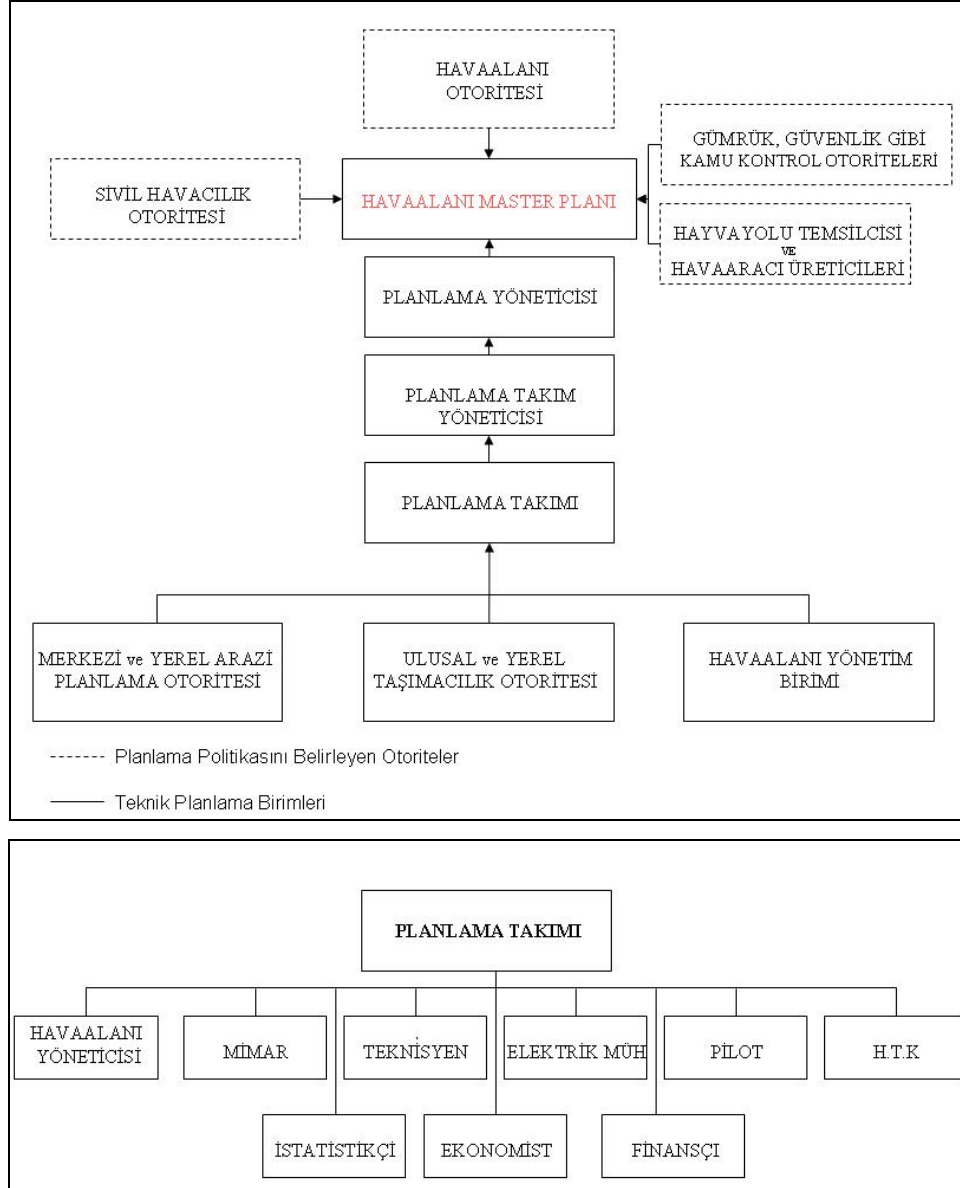 HAVAALANI
OTORİTESİ
GÜMRÜK, GÜVENLİK GİBİ
KAMU KONTROL OTORİTELERİ
SİVİL HAVACILIK
OTORİTESİ
HAVAALANI MASTER PLANI
HAYVAYOLU TEMSİLCİSİ
VE
HAVAARACI ÜRETİCİLERİ
PLANLAMA YÖNETİCİSİ
PLANLAMA TAKIM
YÖNETİCİSİ
PLANLAMA TAKIMI
MERKEZİ ve YEREL ARAZİ
PLANLAMA OTORİTESİ
ULUSAL ve YEREL
TAŞIMACILIK OTORİTESİ
HAVAALANI YÖNETİM
BİRİMİ
Planlama Politikasını Belirleyen Otoriteler
Teknik Planlama Birimleri
PLANLAMA TAKIMI
HAVAALANI
YÖNETİCİSİ
MİMAR
TEKNİSYEN
ELEKTRİK MÜH
PİLOT
H.T.K
İSTATİSTİKÇİ
EKONOMİST
FİNANSÇI